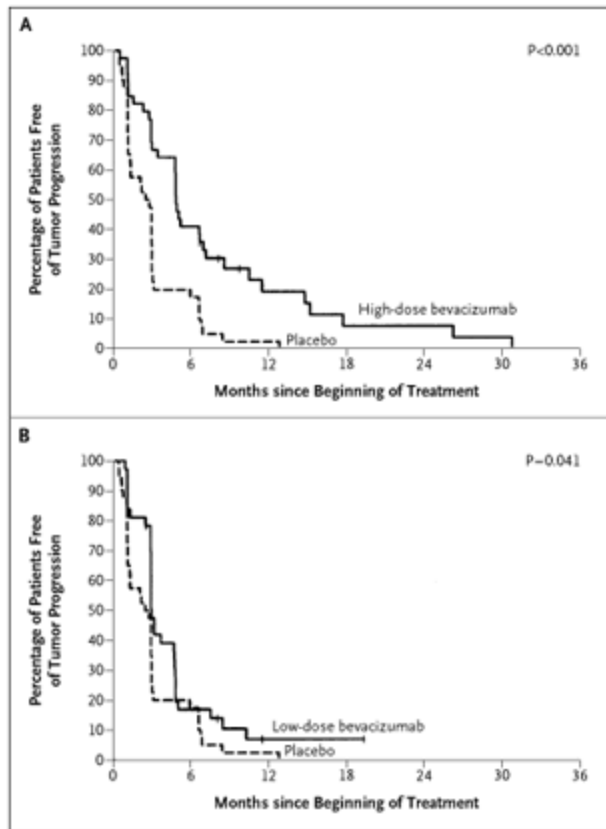 A
P<0.001
100
90
80
70
60
50
40
30
20
10
0
Percentage of Patients Free
of Tumor Progression
High-dose bevacizumab
Placebo
0 6 12 18 24 30 36
Months since Beginning of Treatment
B
P=0.041
100
90
80
70
60
50
40
30
20
10
0
Percentage of Patients Free
of Tumor Progression
Low-dose bevacizumab
Placebo
0 6 12 18 24 30 36
Months since Beginning of Treatment